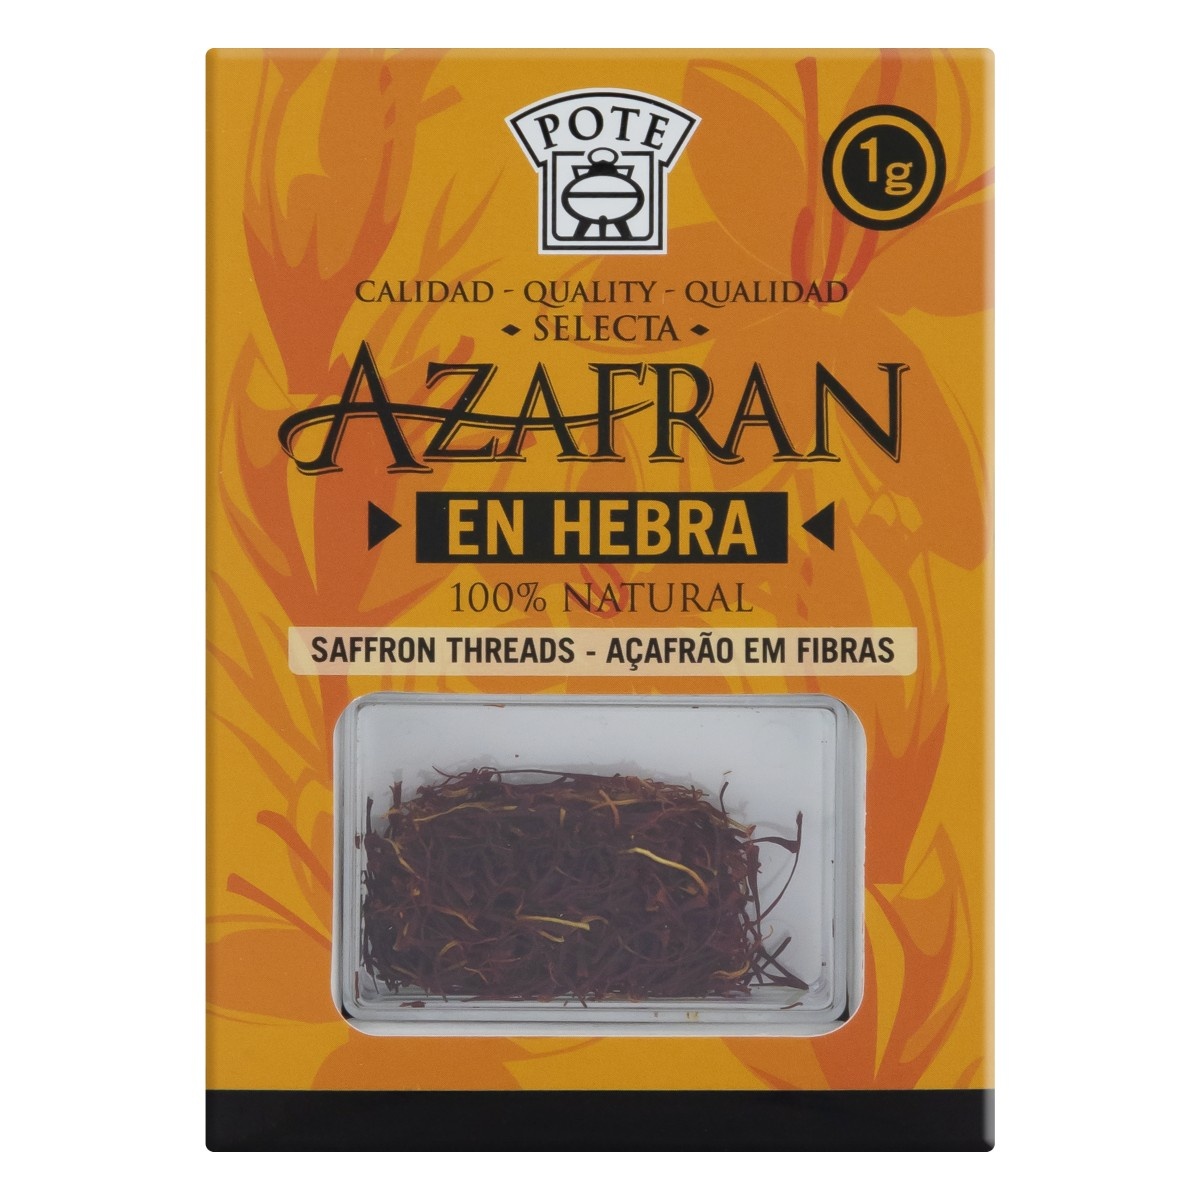 POTE
1g
CALIDAD - QUALITY - QUALIDAD
SELECTA
AZAFRAN
EN HEBRA
100% NATURAL
SAFFRON THREADS - AÇAFRÃO EM FIBRAS